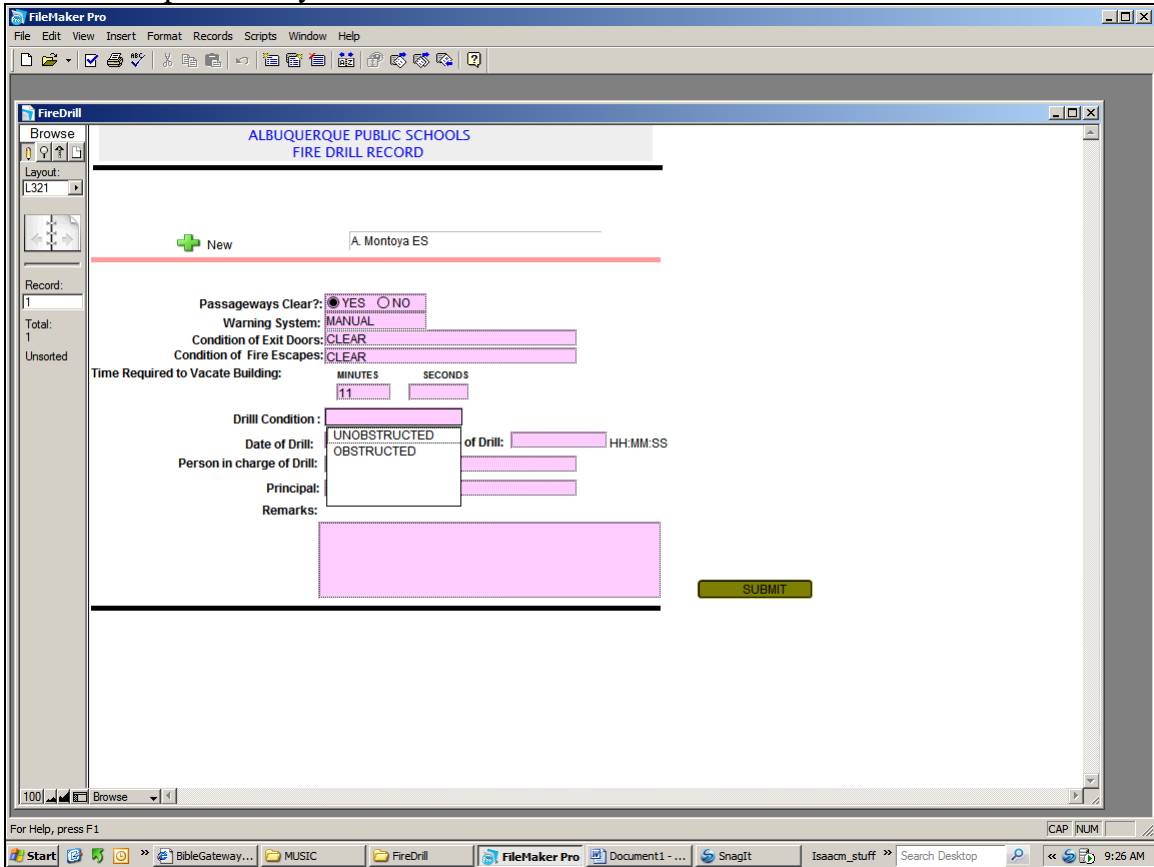 FileMaker Pro
File Edit View Insert Format Records Scripts Window Help
FireDrill
Browse
Layout:
L321
Record:
1
Total:
1
Unsorted
ALBUQUERQUE PUBLIC SCHOOLS
FIRE DRILL RECORD
New A. Montoya ES
Passageways Clear?: YES NO
Warning System: MANUAL
Condition of Exit Doors: CLEAR
Condition of Fire Escapes: CLEAR
Time Required to Vacate Building: MINUTES SECONDS
11
Drilll Condition :
UNOBSTRUCTED
OBSTRUCTED
Date of Drill: of Drill: HH:MM:SS
Person in charge of Drill:
Principal:
Remarks:
SUBMIT
100 Browse
For Help, press F1 CAP NUM
Start BibleGateway... MUSIC FireDrill FileMaker Pro Document1 - ... SnagIt Isaacm_stuff Search Desktop 9:26 AM